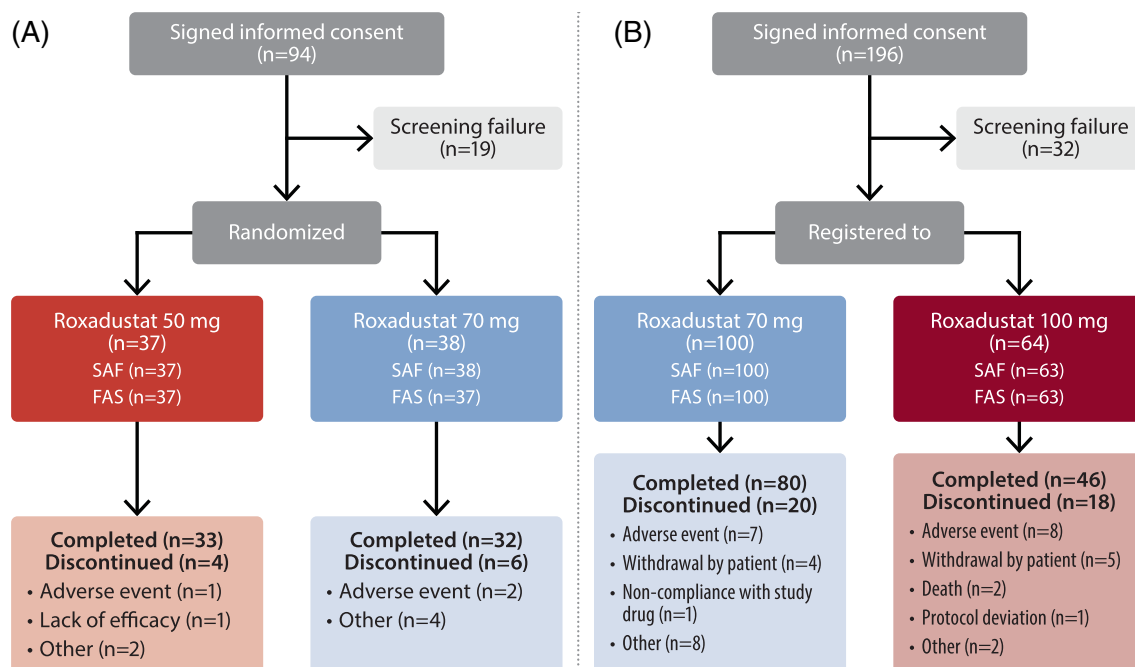 (A)
Signed informed consent
(n=94)
Screening failure
(n=19)
Randomized
Roxadustat 50 mg
(n=37)
SAF (n=37)
FAS (n=37)
Roxadustat 70 mg
(n=38)
SAF (n=38)
FAS (n=37)
Completed (n=33)
Discontinued (n=4)
• Adverse event (n=1)
• Lack of efficacy (n=1)
• Other (n=2)
Completed (n=32)
Discontinued (n=6)
• Adverse event (n=2)
• Other (n=4)
(B)
Signed informed consent
(n=196)
Screening failure
(n=32)
Registered to
Roxadustat 70 mg
(n=100)
SAF (n=100)
FAS (n=100)
Roxadustat 100 mg
(n=64)
SAF (n=63)
FAS (n=63)
Completed (n=80)
Discontinued (n=20)
• Adverse event (n=7)
• Withdrawal by patient (n=4)
• Non-compliance with study
drug (n=1)
• Other (n=8)
Completed (n=46)
Discontinued (n=18)
• Adverse event (n=8)
• Withdrawal by patient (n=5)
• Death (n=2)
• Protocol deviation (n=1)
• Other (n=2)